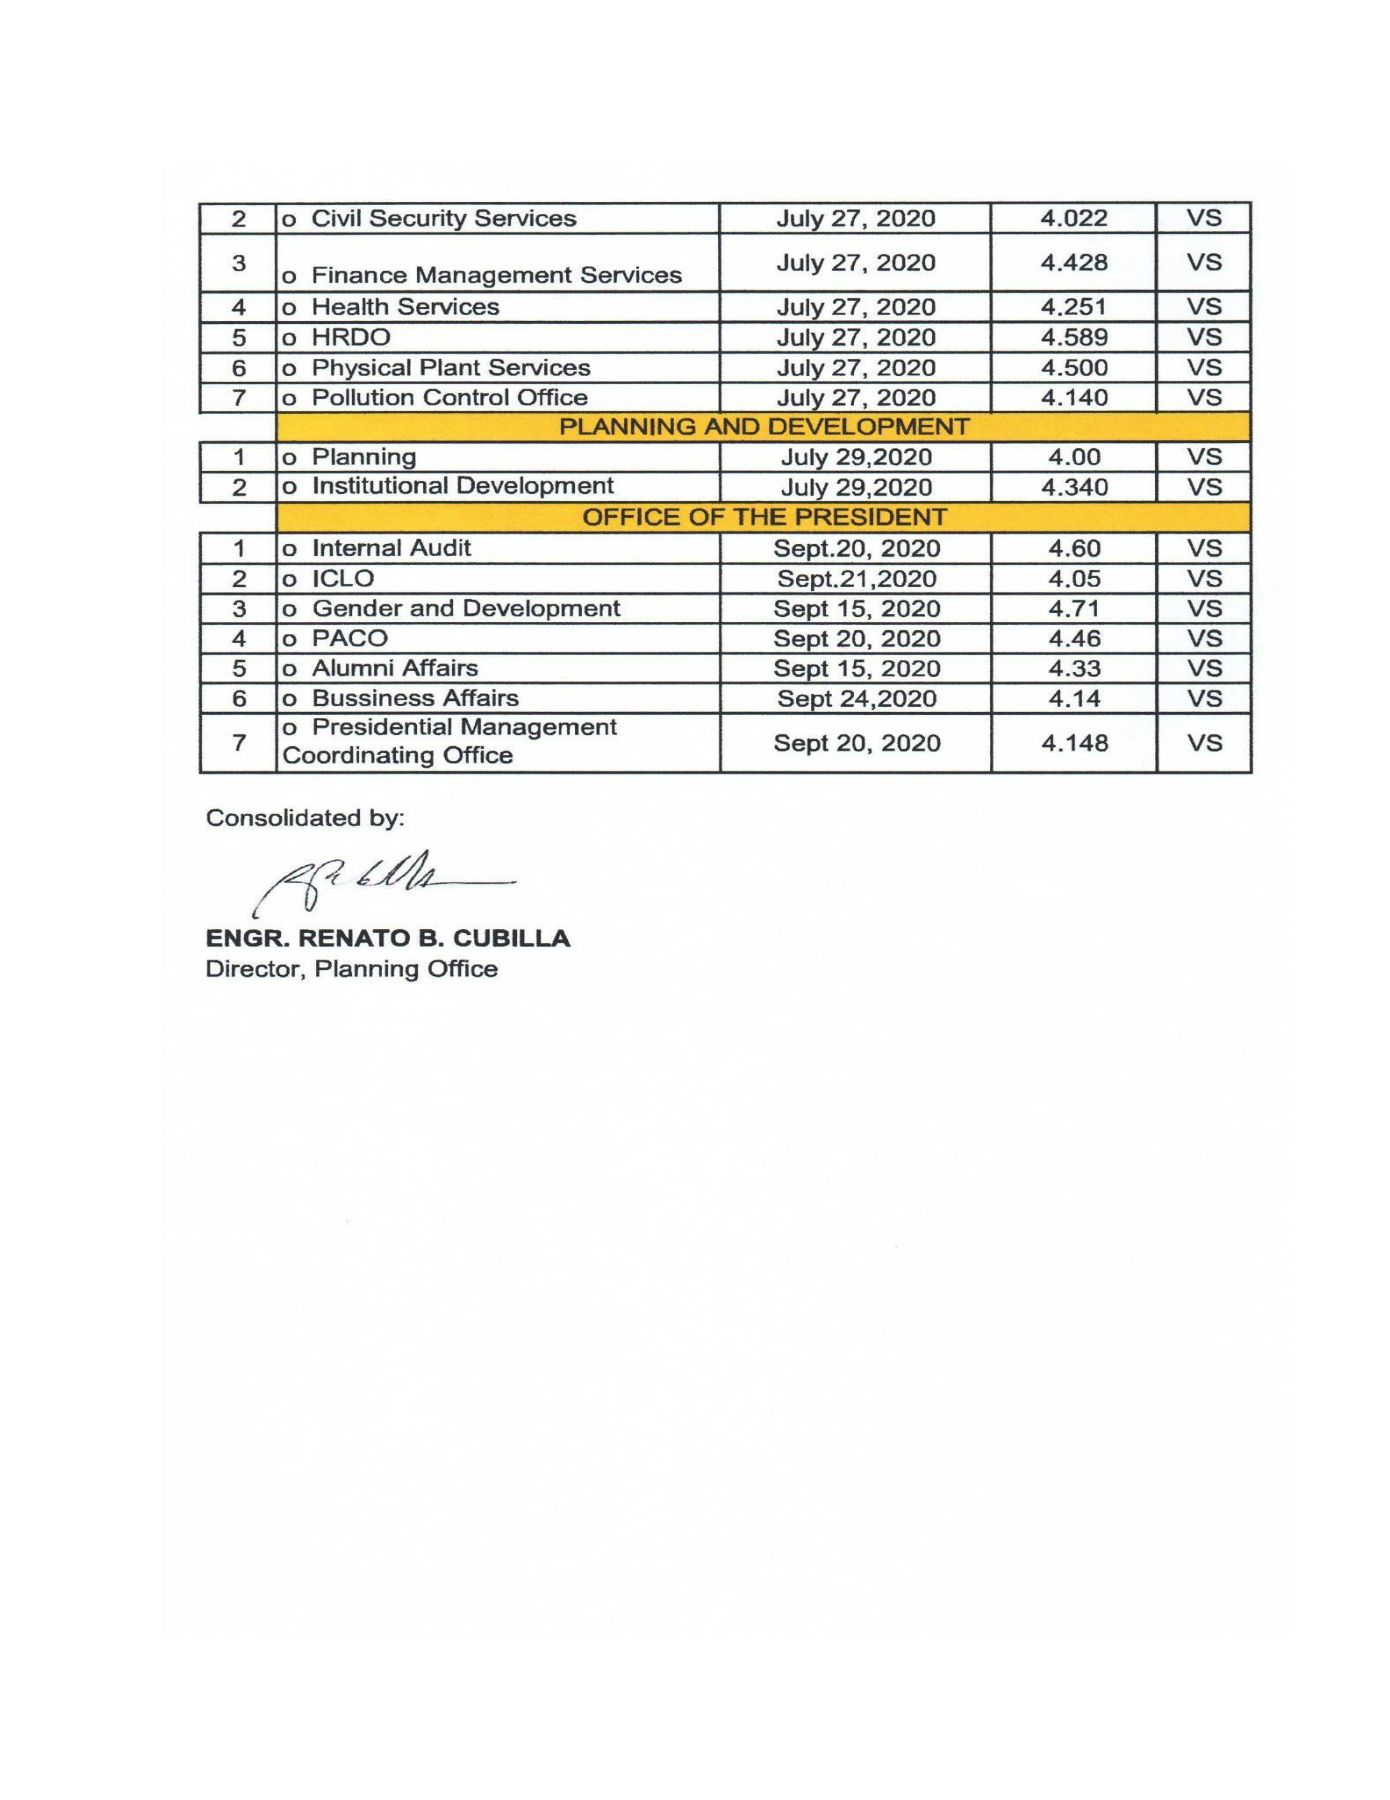 2 o Civil Security Services July 27, 2020 4.022 VS
3 o Finance Management Services July 27, 2020 4.428 VS
4 o Health Services July 27, 2020 4.251 VS
5 o HRDO July 27, 2020 4.589 VS
6 o Physical Plant Services July 27, 2020 4.500 VS
7 o Pollution Control Office July 27, 2020 4.140 VS
PLANNING AND DEVELOPMENT
1 o Planning July 29,2020 4.00 VS
2 o Institutional Development July 29,2020 4.340 VS
OFFICE OF THE PRESIDENT
1 o Internal Audit Sept.20, 2020 4.60 VS
2 o ICLO Sept.21,2020 4.05 VS
3 o Gender and Development Sept 15, 2020 4.71 VS
4 o PACO Sept 20, 2020 4.46 VS
5 o Alumni Affairs Sept 15, 2020 4.33 VS
6 o Bussiness Affairs Sept 24,2020 4.14 VS
7 o Presidential Management
Coordinating Office Sept 20, 2020 4.148 VS
Consolidated by:
ENGR. RENATO B. CUBILLA
Director, Planning Office